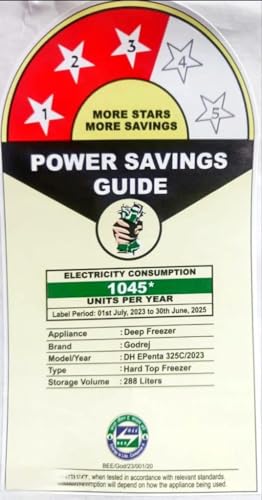 1 2 3 4 5
MORE STARS
MORE SAVINGS
POWER SAVINGS
GUIDE
ELECTRICITY CONSUMPTION
1045*
UNITS PER YEAR
Label Period: 01st July, 2023 to 30th June, 2025
Appliance : Deep Freezer
Brand : Godrej
Model/Year : DH EPenta 325C/2023
Type : Hard Top Freezer
Storage Volume : 288 Liters
BEE/God/23/001/20
when tested in accordance with relevant standards.
consumption will depend on how the appliance being used.